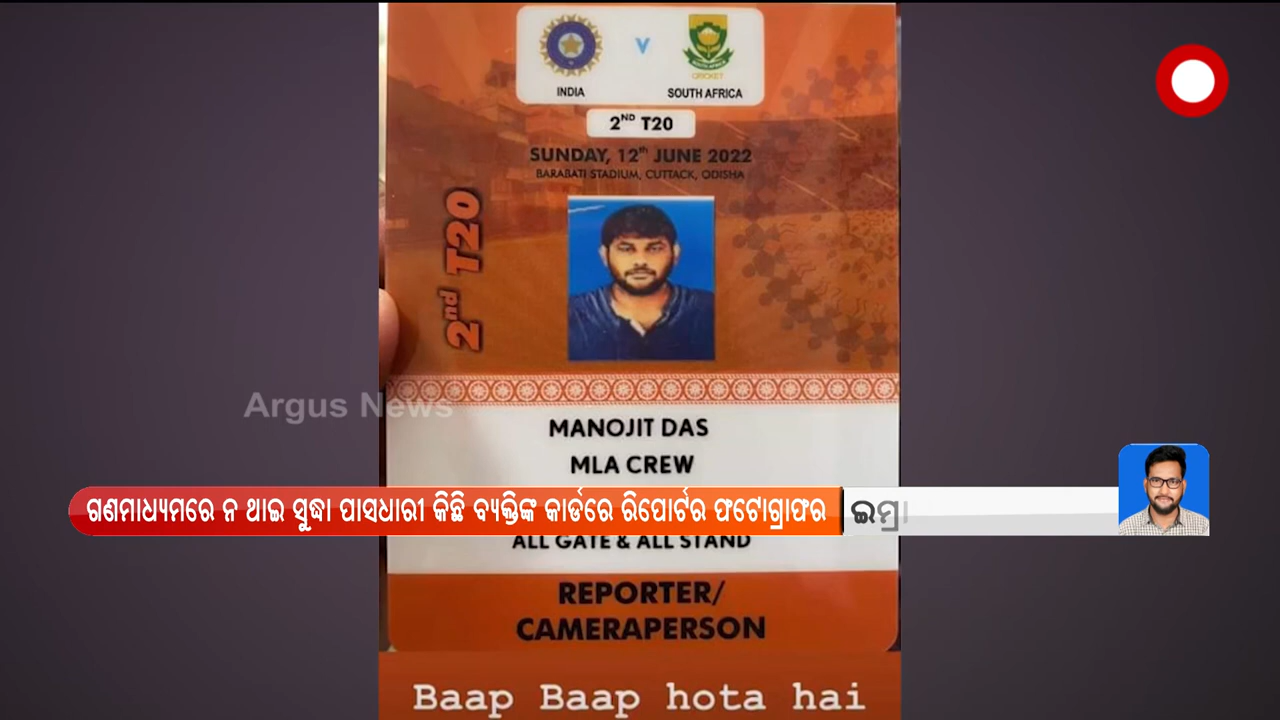 INDIA
V
SOUTH AFRICA
CRICKET
2ND T20
SUNDAY, 12th JUNE 2022
BARABATI STADIUM, CUTTACK, ODISHA
2nd T20
Argus News
MANOJIT DAS
MLA CREW
ଗଣମାଧ୍ୟମରେ ନ ଥାଇ ସୁଦ୍ଧା ପାସଧାରୀ କିଛି ବ୍ୟକ୍ତିଙ୍କ କାର୍ଡରେ ରିପୋର୍ଟର ଫଟୋଗ୍ରାଫର
ALL GATE & ALL STAND
REPORTER/
CAMERAPERSON
Baap Baap hota hai